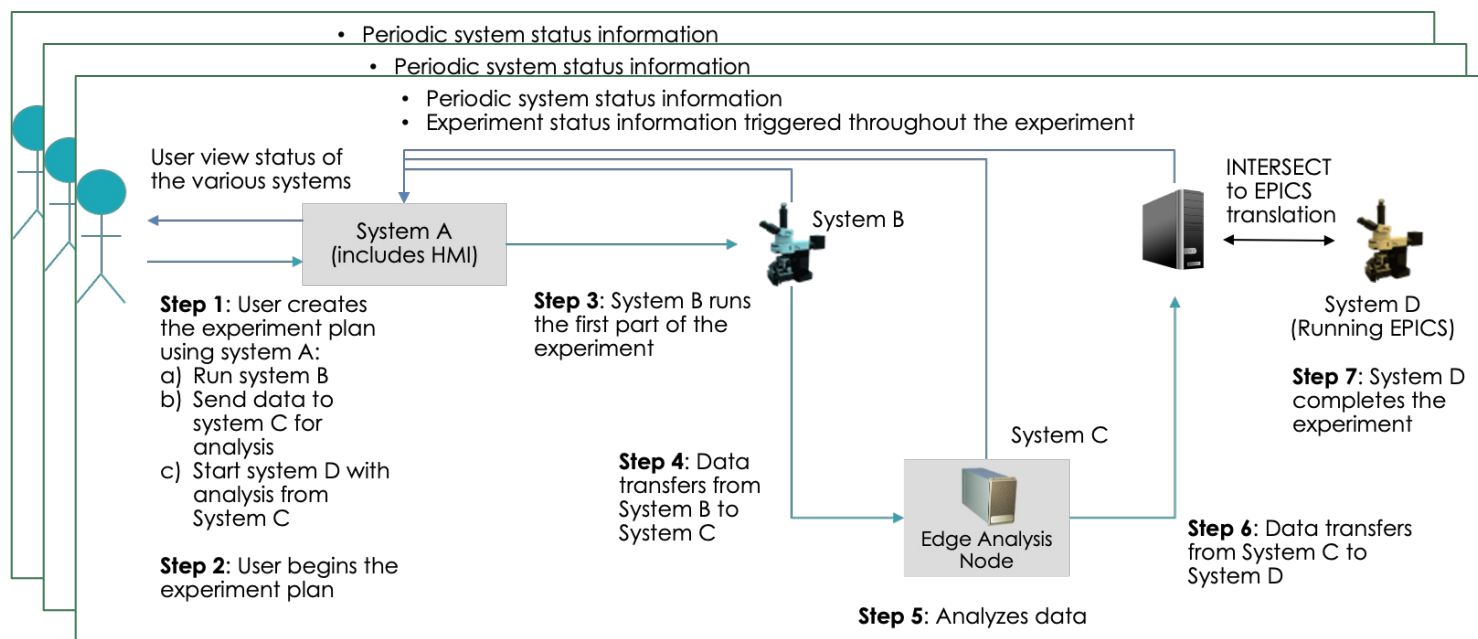 • Periodic system status information
• Periodic system status information
• Periodic system status information
• Experiment status information triggered throughout the experiment
User view status of
the various systems
System A
(includes HMI)
System B
INTERSECT
to EPICS
translation
System D
(Running EPICS)
Step 1: User creates
the experiment plan
using system A:
a) Run system B
b) Send data to
system C for
analysis
c) Start system D with
analysis from
System C
Step 2: User begins the
experiment plan
Step 3: System B runs
the first part of the
experiment
Step 4: Data
transfers from
System B to
System C
System C
Edge Analysis
Node
Step 5: Analyzes data
Step 6: Data transfers
from System C to
System D
Step 7: System D
completes the
experiment